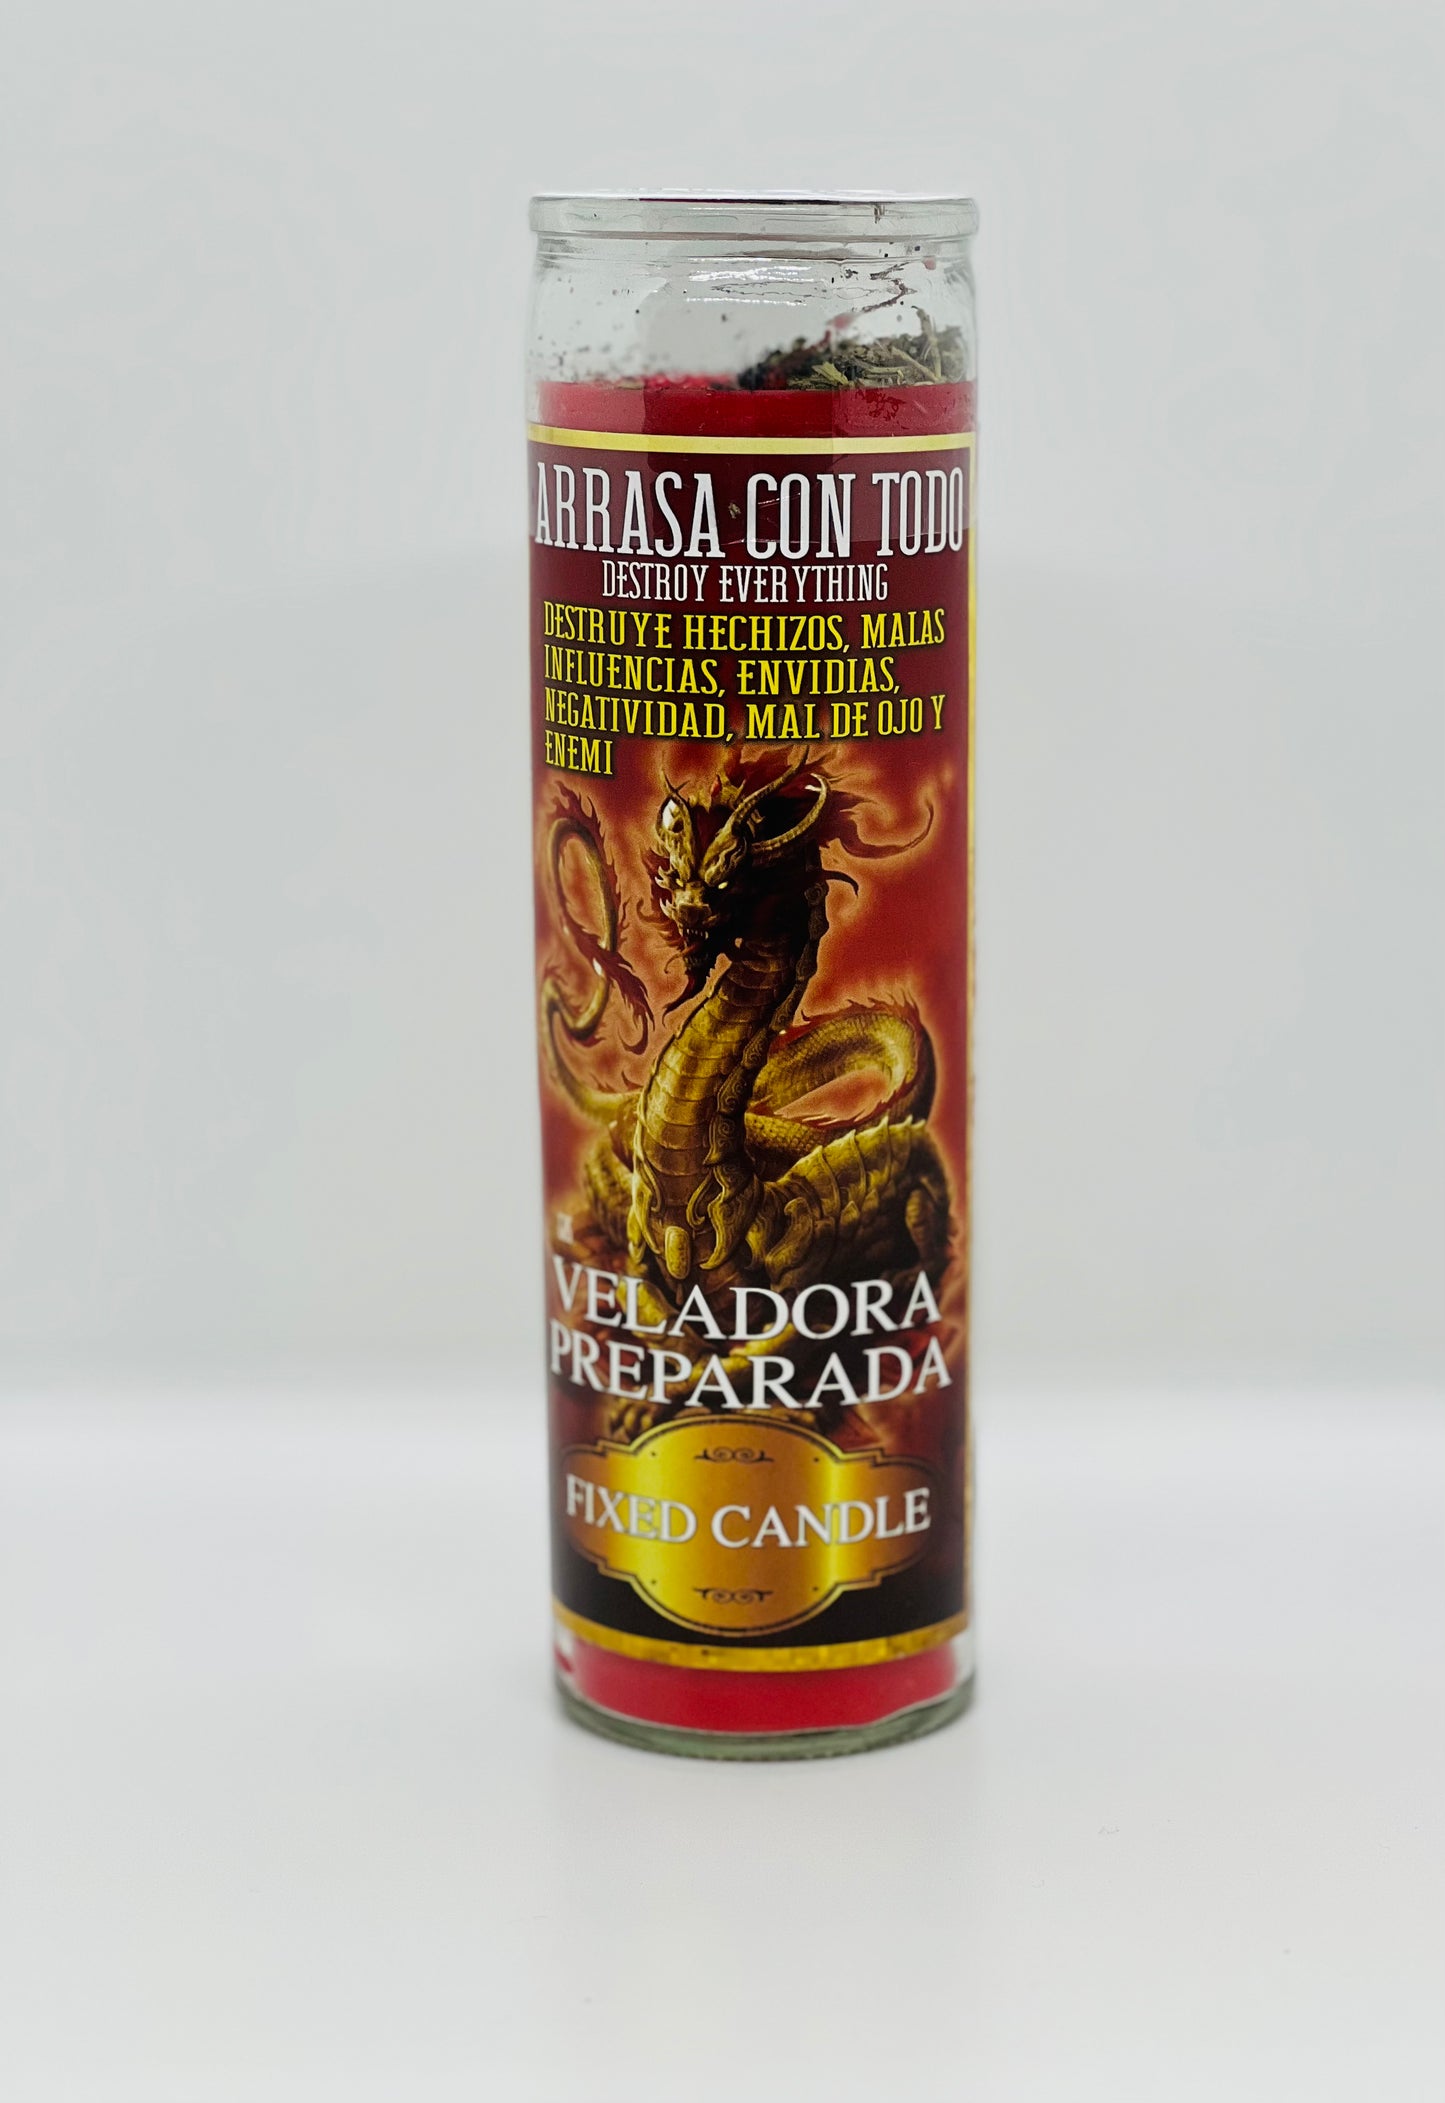 ARRASA CON TODO
DESTROY EVERYTHING
DESTRUYE HECHIZOS, MALAS
INFLUENCIAS, ENVIDIAS,
NEGATIVIDAD, MAL DE OJO Y
ENEMI
VELADORA
PREPARADA
FIXED CANDLE